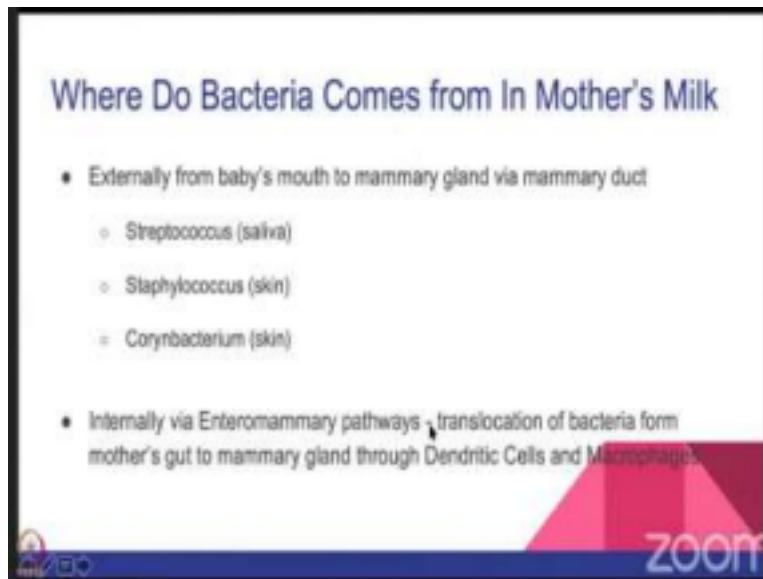 Where Do Bacteria Comes from In Mother's Milk
Externally from baby's mouth to mammary gland via mammary duct
Streptococcus (saliva)
Staphylococcus (skin)
Corynbacterium (skin)
Internally via Enteromammary pathways - translocation of bacteria form
mother's gut to mammary gland through Dendritic Cells and Macrophages
zoom